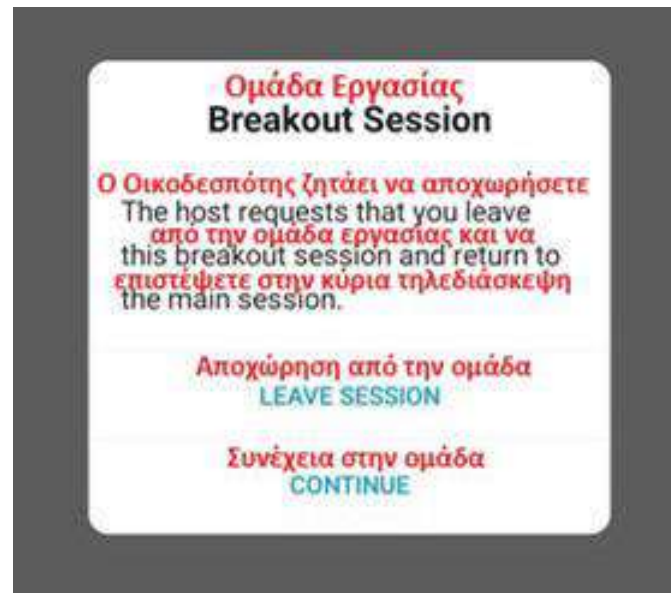 Ομάδα Εργασίας
Breakout Session
Ο Οικοδεσπότης ζητάει να αποχωρήσετε
The host requests that you leave
από την ομάδα εργασίας και να
this breakout session and return to
επιστέψετε στην κύρια τηλεδιάσκεψη
the main session.
Αποχώρηση από την ομάδα
LEAVE SESSION
Συνέχεια στην ομάδα
CONTINUE